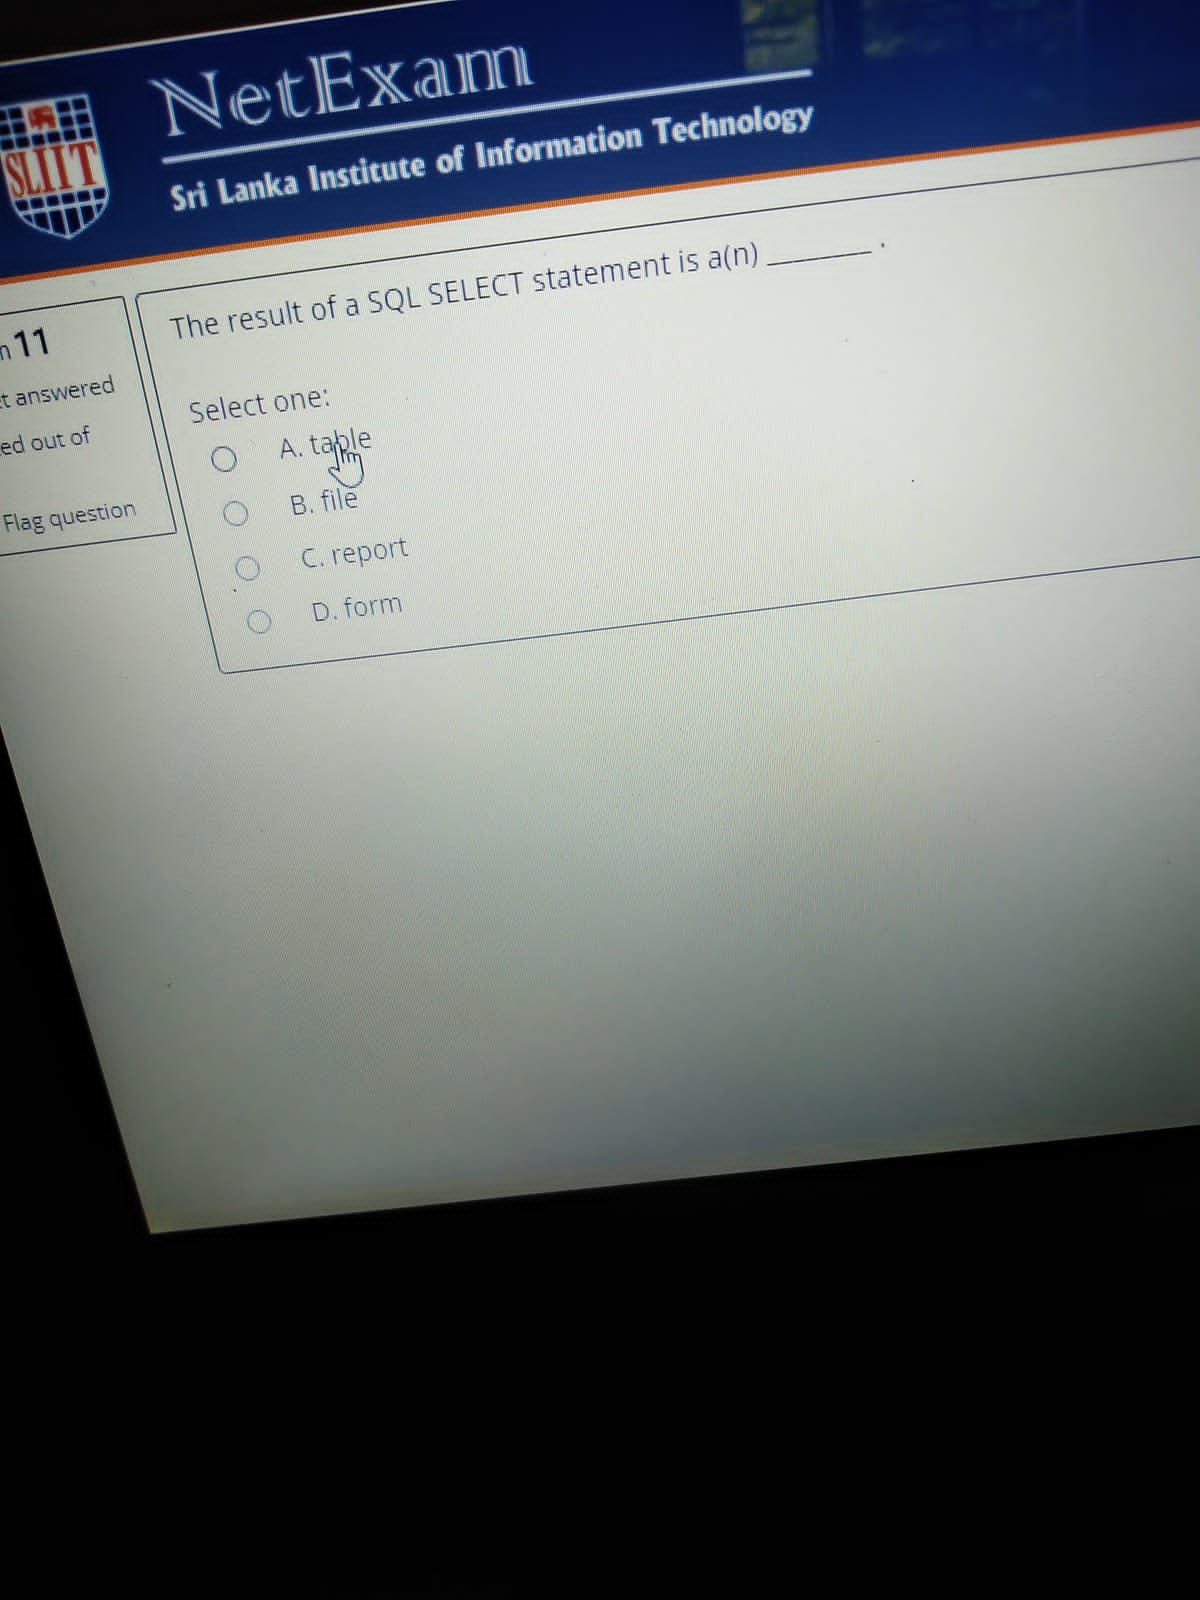 SLIIT
NetExam
Sri Lanka Institute of Information Technology
11
answered
out of
Flag question
The result of a SQL SELECT statement is a(n) ________ .
Select one:
A. table
B. file
C. report
D. form